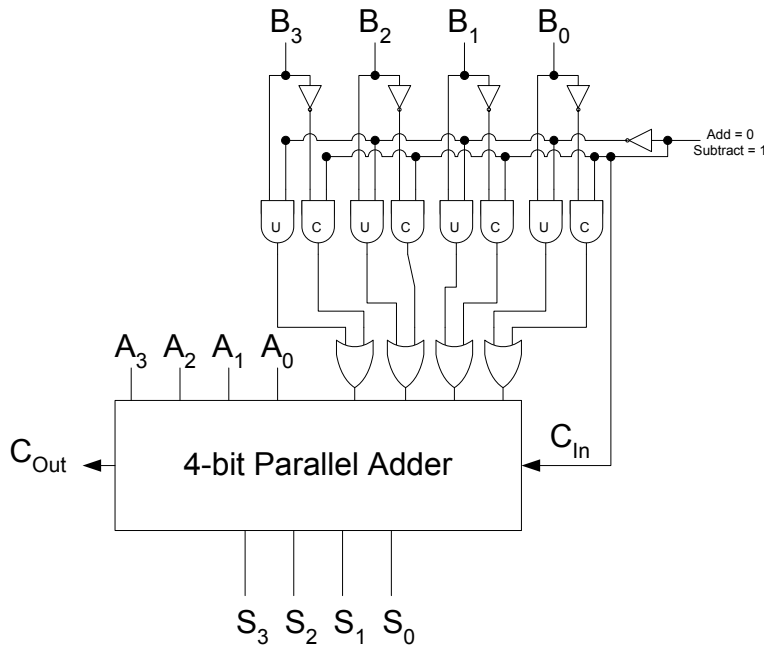 B3 B2 B1 B0
Add = 0
Subtract = 1
U C U C U C U C
A3 A2 A1 A0
COut
4-bit Parallel Adder
CIn
S3 S2 S1 S0